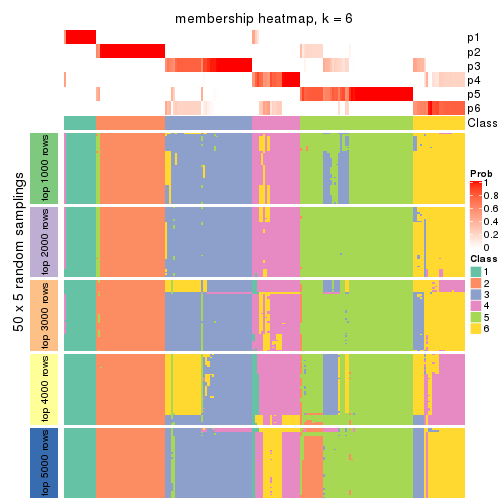 membership heatmap, k = 6
p1
p2
p3
p4
p5
p6
Class
50 x 5 random samplings
top 1000 rows
top 2000 rows
top 3000 rows
top 4000 rows
top 5000 rows
Prob
1
0.8
0.6
0.4
0.2
0
Class
1
2
3
4
5
6